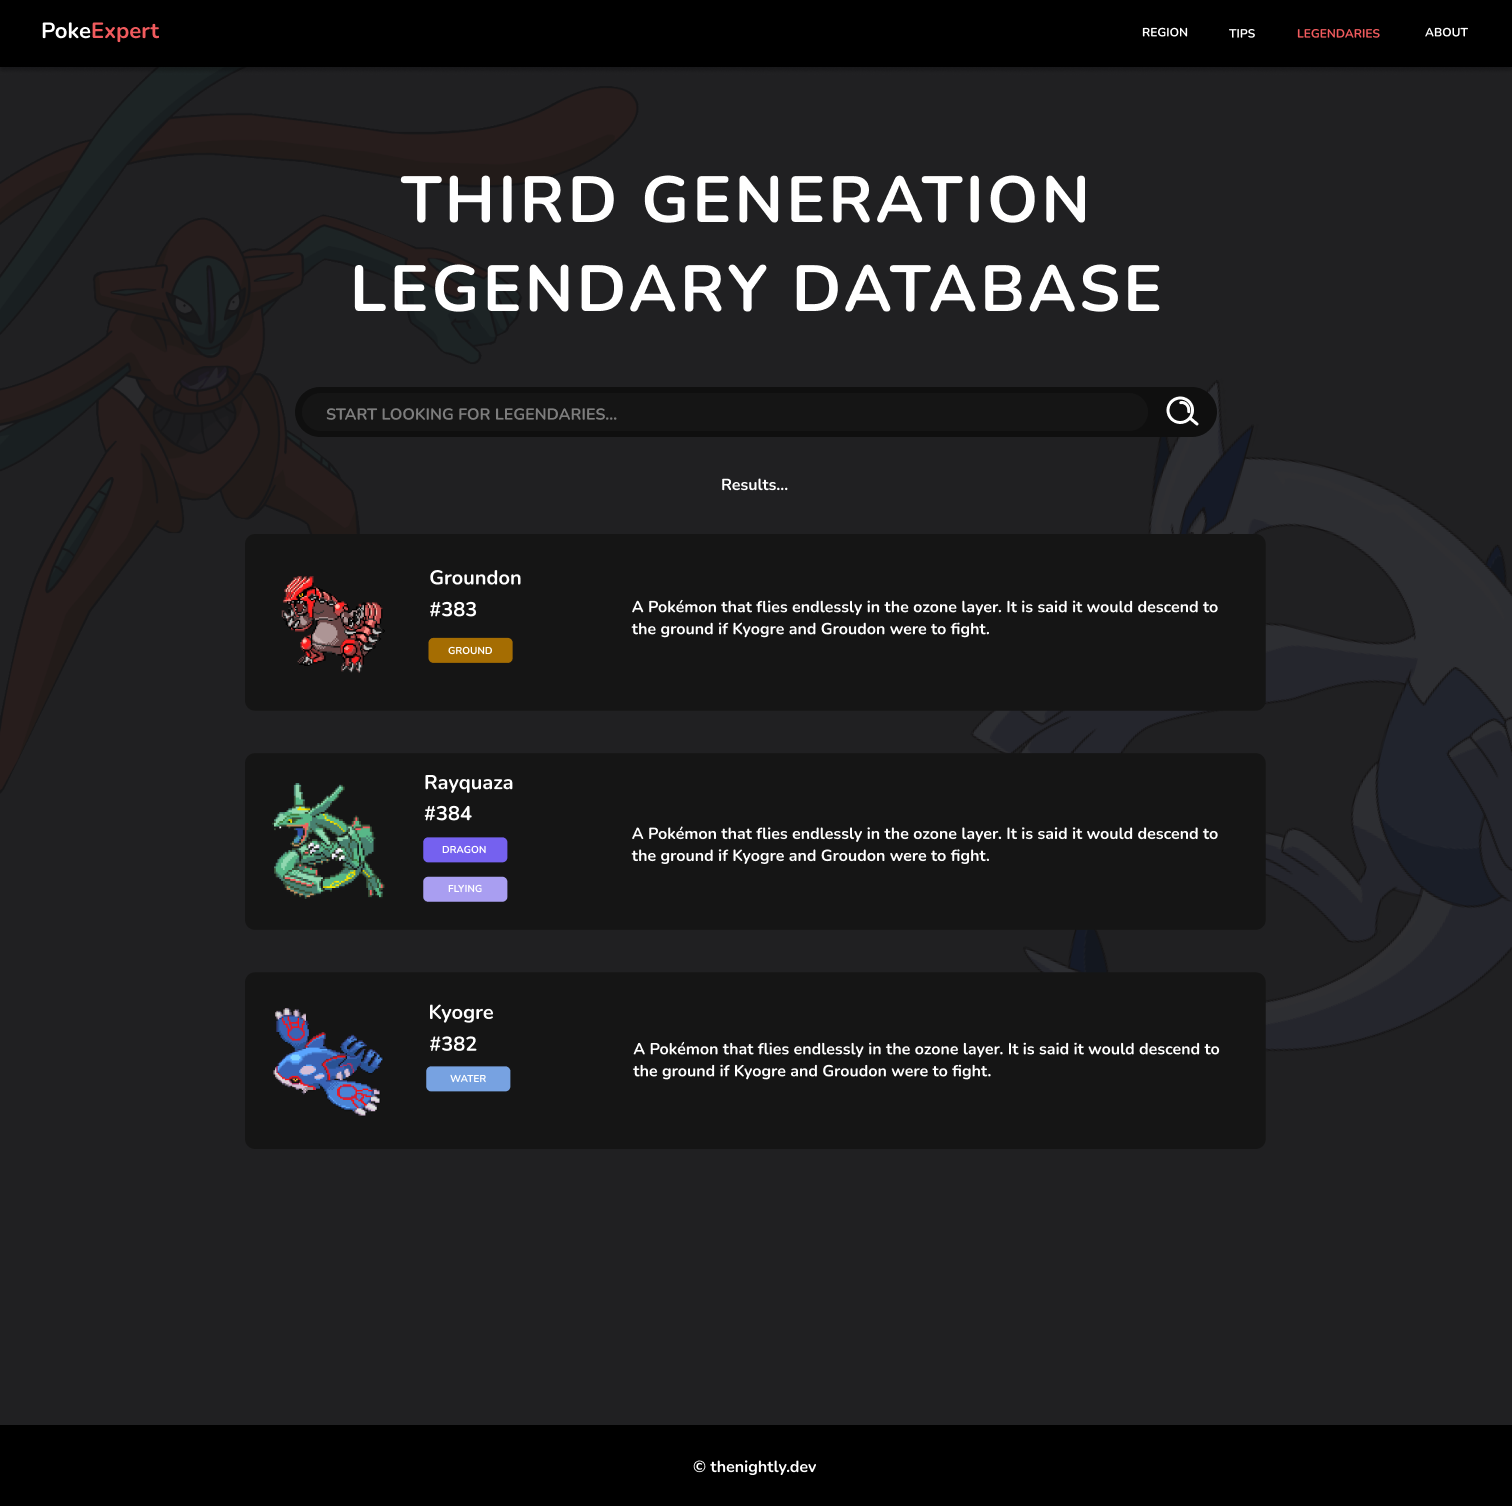 PokeExpert
REGION TIPS LEGENDARIES ABOUT
THIRD GENERATION
LEGENDARY DATABASE
START LOOKING FOR LEGENDARIES...
Results...
Groundon
#383
GROUND
A Pokémon that flies endlessly in the ozone layer. It is said it would descend to
the ground if Kyogre and Groudon were to fight.
Rayquaza
#384
DRAGON
FLYING
A Pokémon that flies endlessly in the ozone layer. It is said it would descend to
the ground if Kyogre and Groudon were to fight.
Kyogre
#382
WATER
A Pokémon that flies endlessly in the ozone layer. It is said it would descend to
the ground if Kyogre and Groudon were to fight.
© thenightly.dev